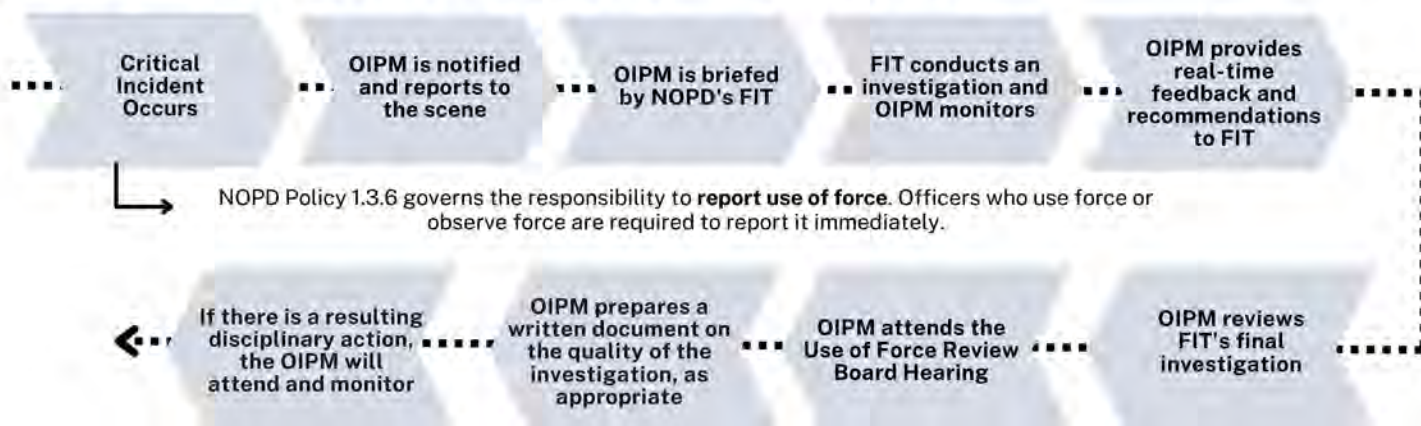 Critical
Incident
Occurs
OIPM is notified
and reports to
the scene
OIPM is briefed
by NOPD's FIT
FIT conducts an
investigation and
OIPM monitors
OIPM provides
real-time
feedback and
recommendations
to FIT
NOPD Policy 1.3.6 governs the responsibility to report use of force. Officers who use force or
observe force are required to report it immediately.
OIPM reviews
FIT's final
investigation
OIPM attends the
Use of Force Review
Board Hearing
OIPM prepares a
written document on
the quality of the
investigation, as
appropriate
If there is a resulting
disciplinary action,
the OIPM will
attend and monitor